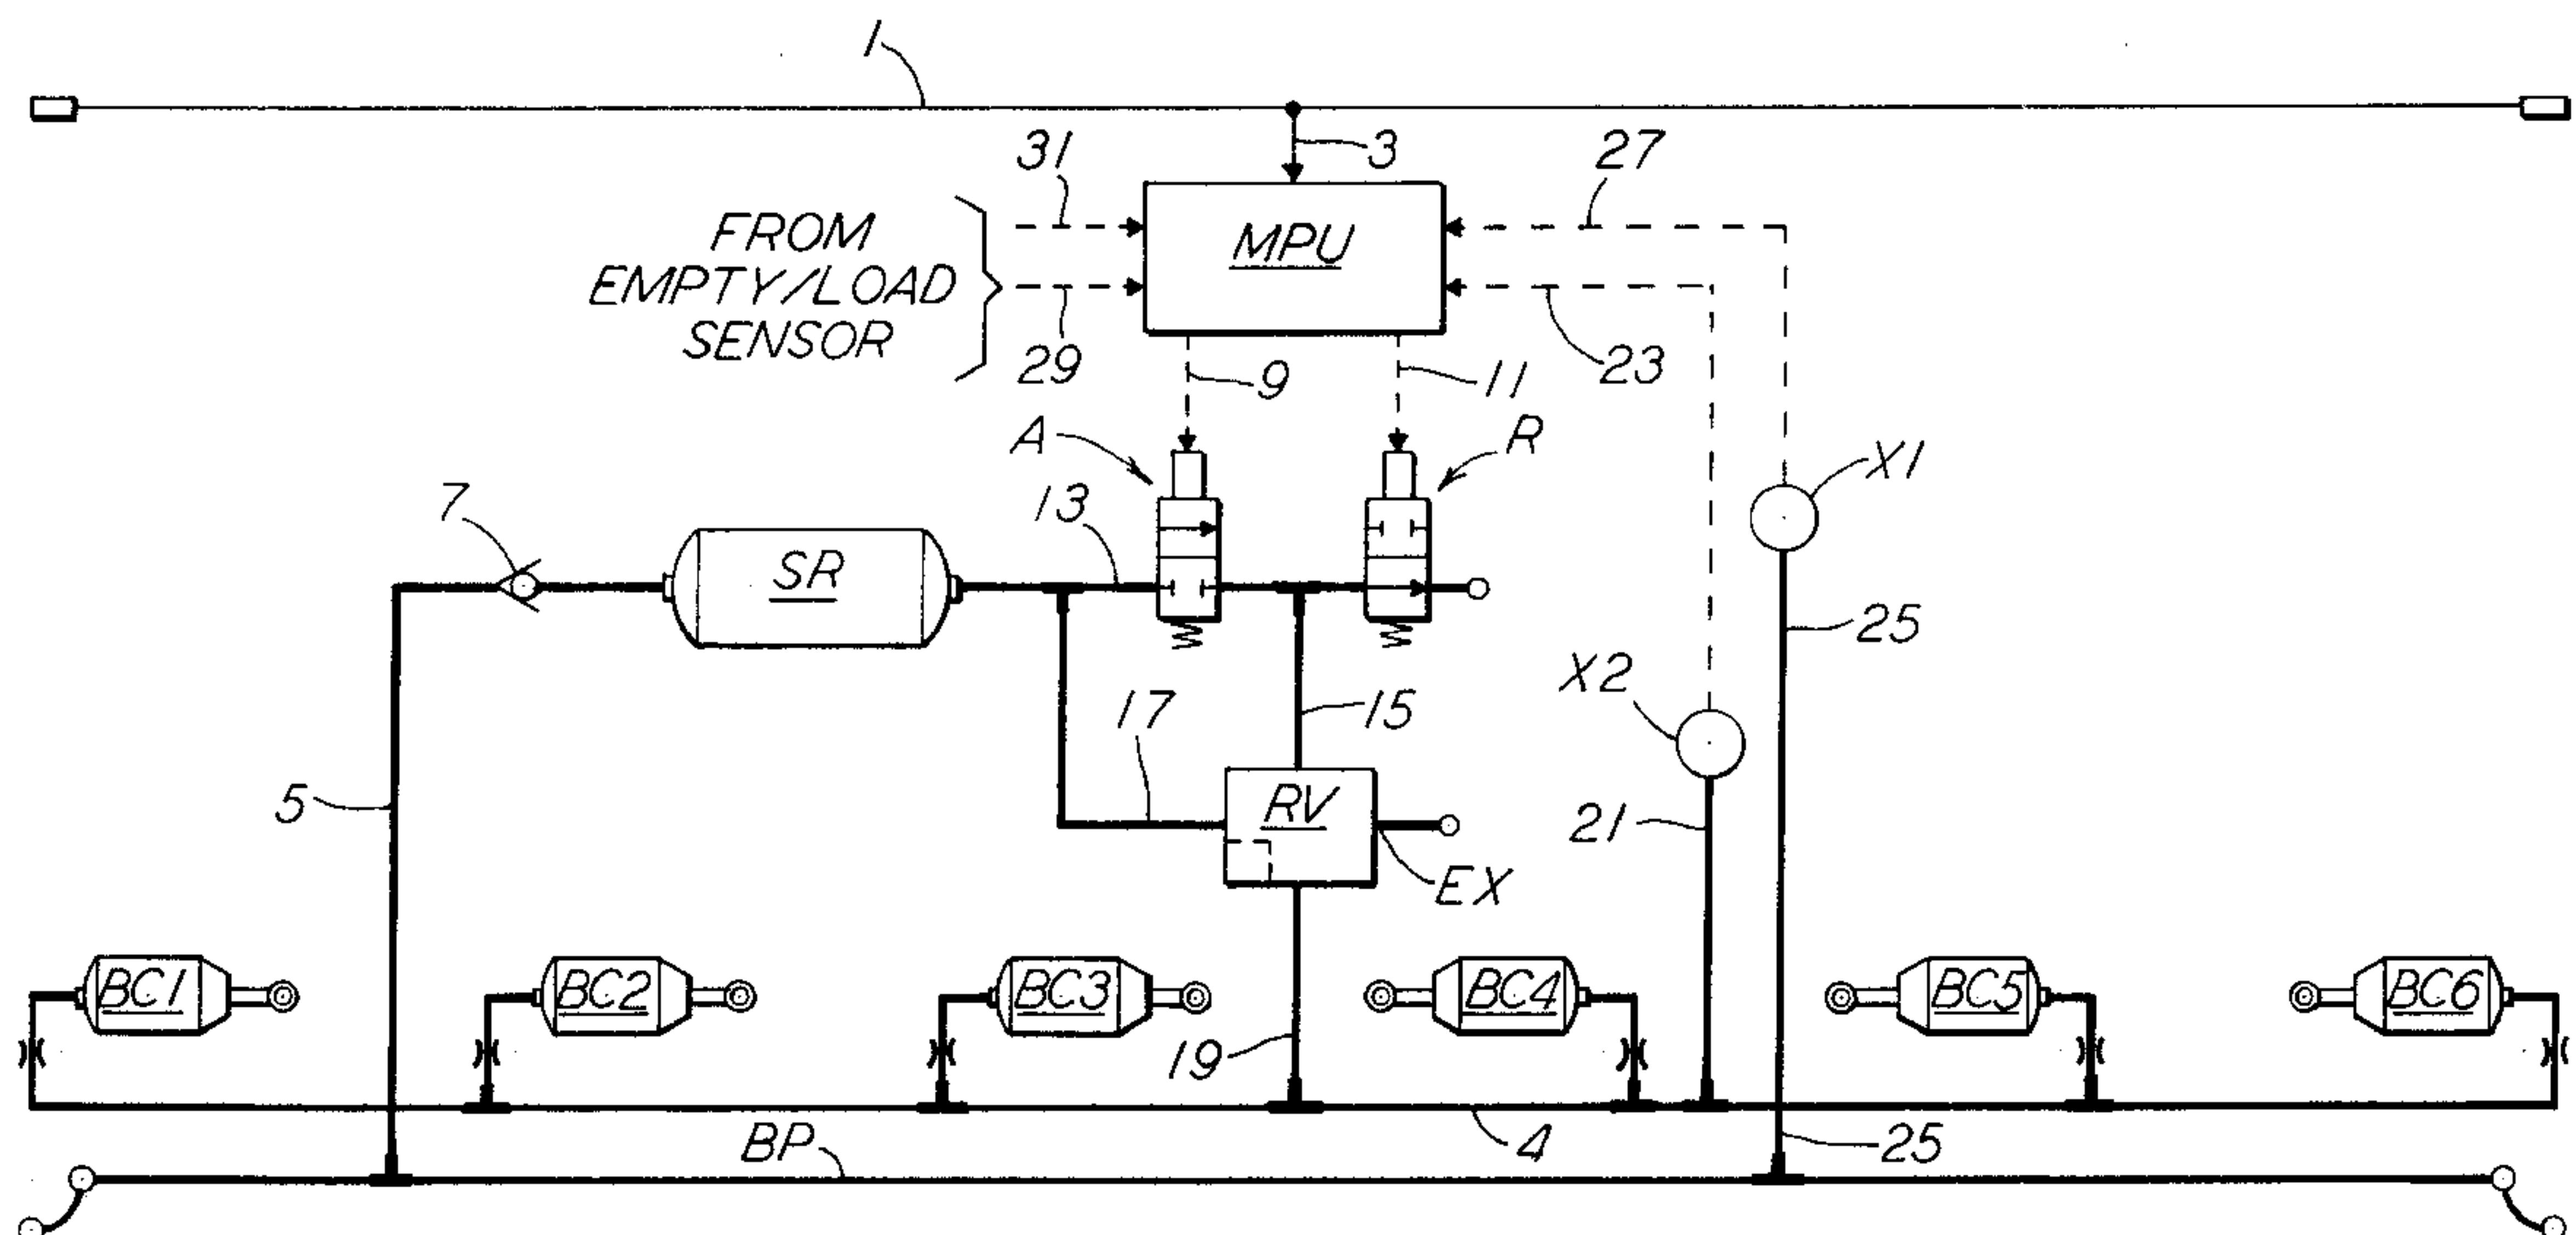 1
31
3
27
FROM
EMPTY/LOAD
SENSOR
MPU
29
9
11
23
A
R
X1
7
13
SR
25
X2
17
15
5
RV
21
EX
BC1
BC2
BC3
BC4
BC5
BC6
19
BP
4
25